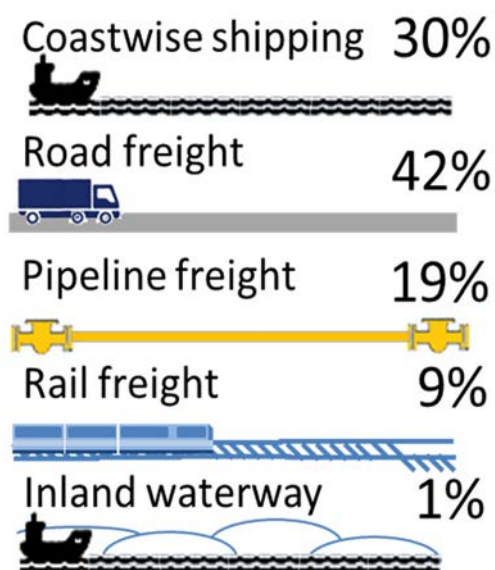 Coastwise shipping 30%
Road freight 42%
Pipeline freight 19%
Rail freight 9%
Inland waterway 1%